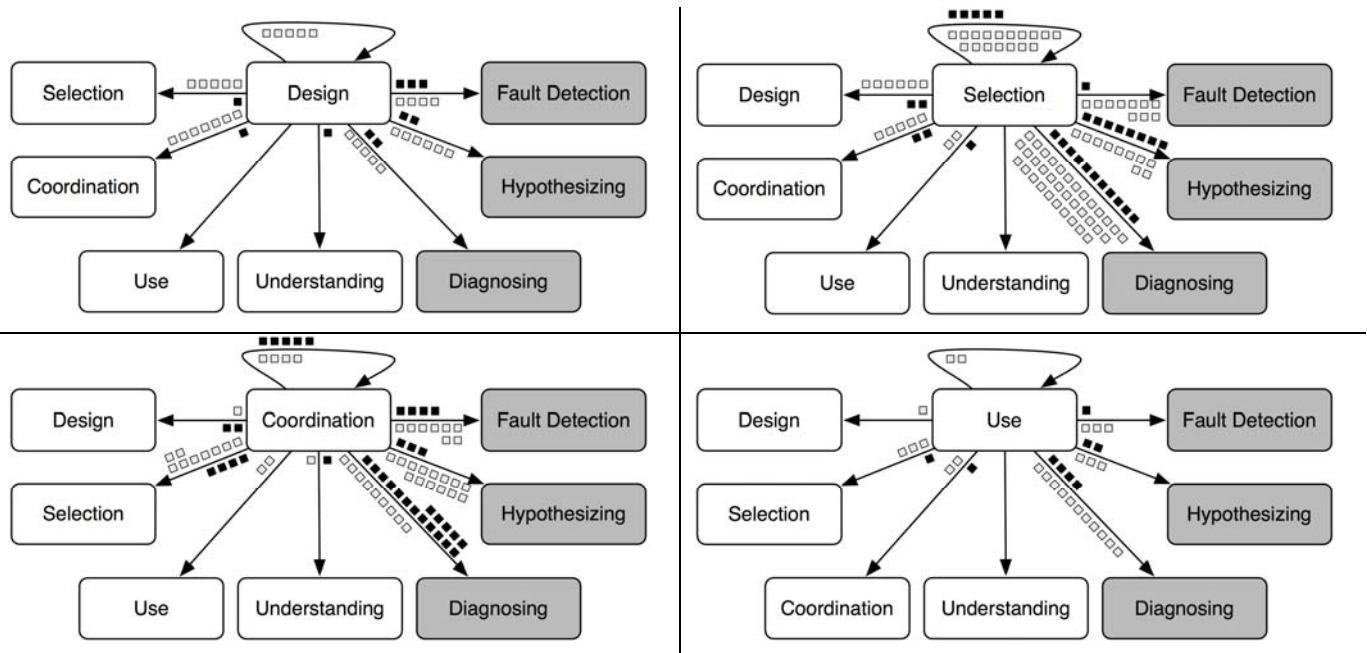 Selection
Design
Fault Detection
Coordination
Hypothesizing
Use
Understanding
Diagnosing
Design
Selection
Fault Detection
Coordination
Hypothesizing
Use
Understanding
Diagnosing
Design
Coordination
Fault Detection
Selection
Hypothesizing
Use
Understanding
Diagnosing
Design
Use
Fault Detection
Selection
Hypothesizing
Coordination
Understanding
Diagnosing